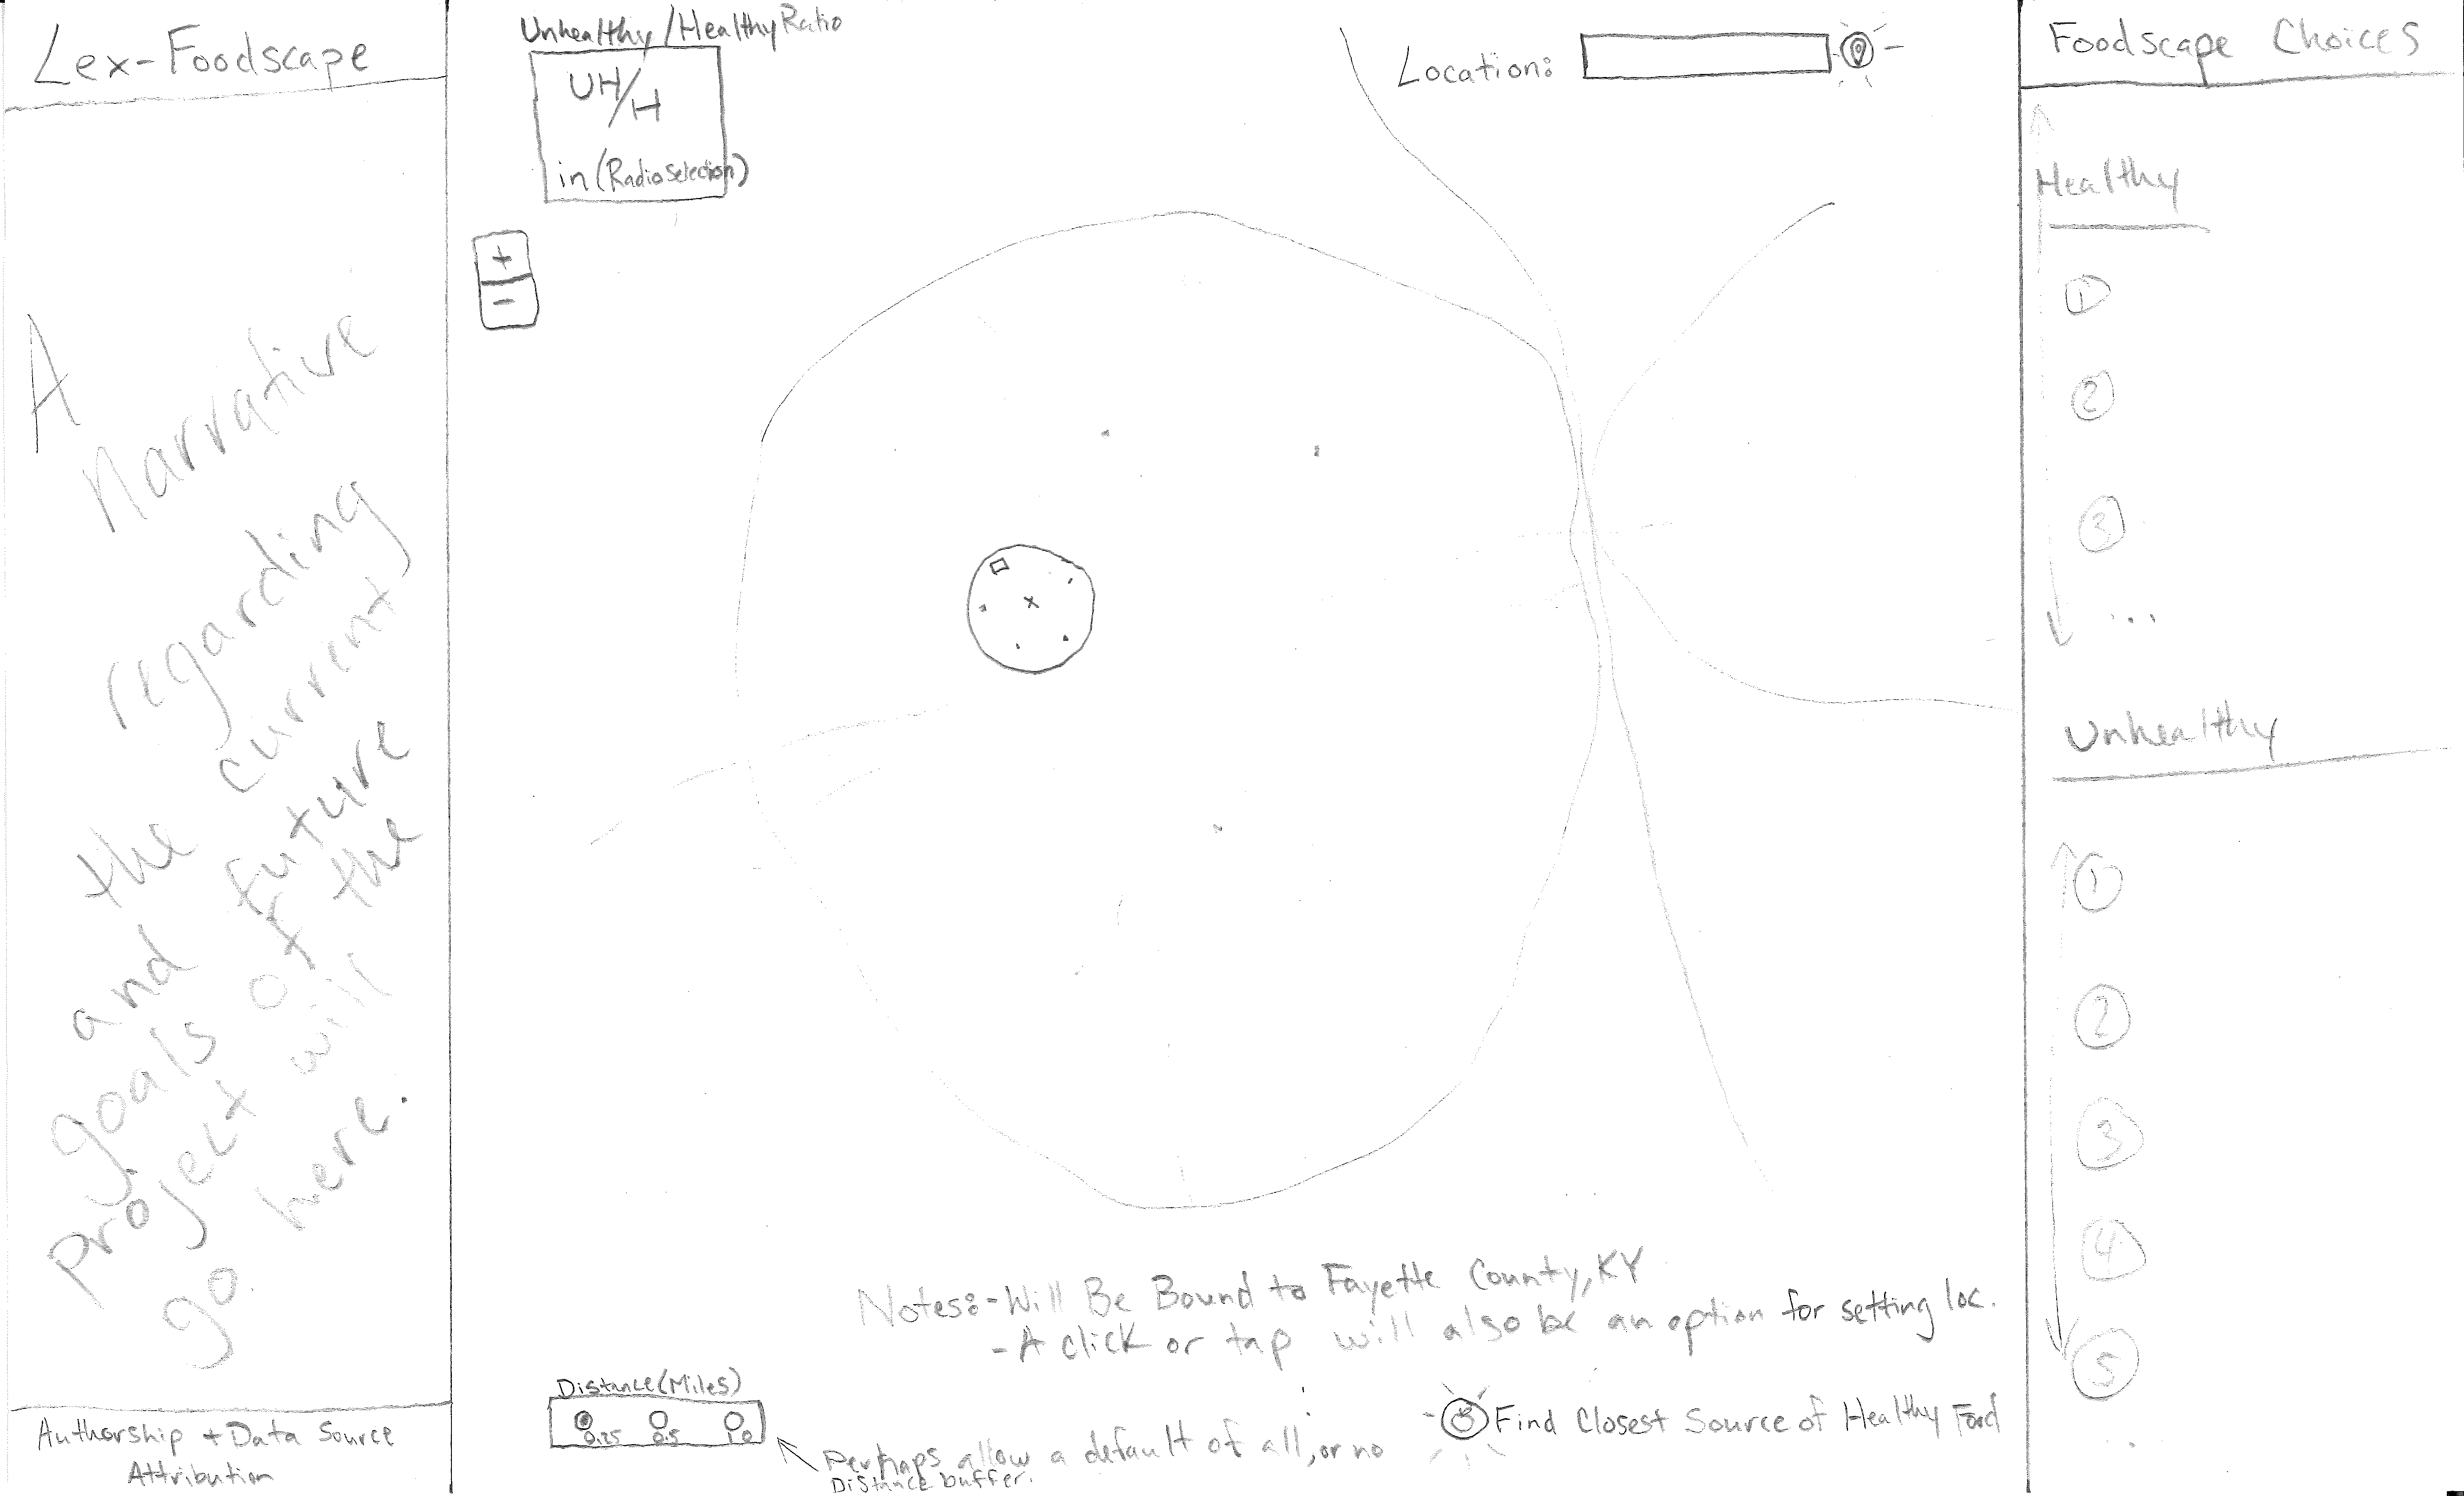 Lex-Foodscape
A
Narrative
regarding
the current
and future
goals of the
project will
go here.
Authorship + Data Source
Attribution
Unhealthy/Healthy Ratio
UH/H
in (Radio Selection)
+
-
Location:
Notes:-Will Be Bound to Fayette County, KY
-A click or tap will also be an option for setting loc.
Distance(Miles)
0.25 0.5 1.0
Perhaps allow a default of all, or no
Distance buffer.
Find Closest Source of Healthy Food
Foodscape Choices
Healthy
1
2
3
...
Unhealthy
1
2
3
4
5
..